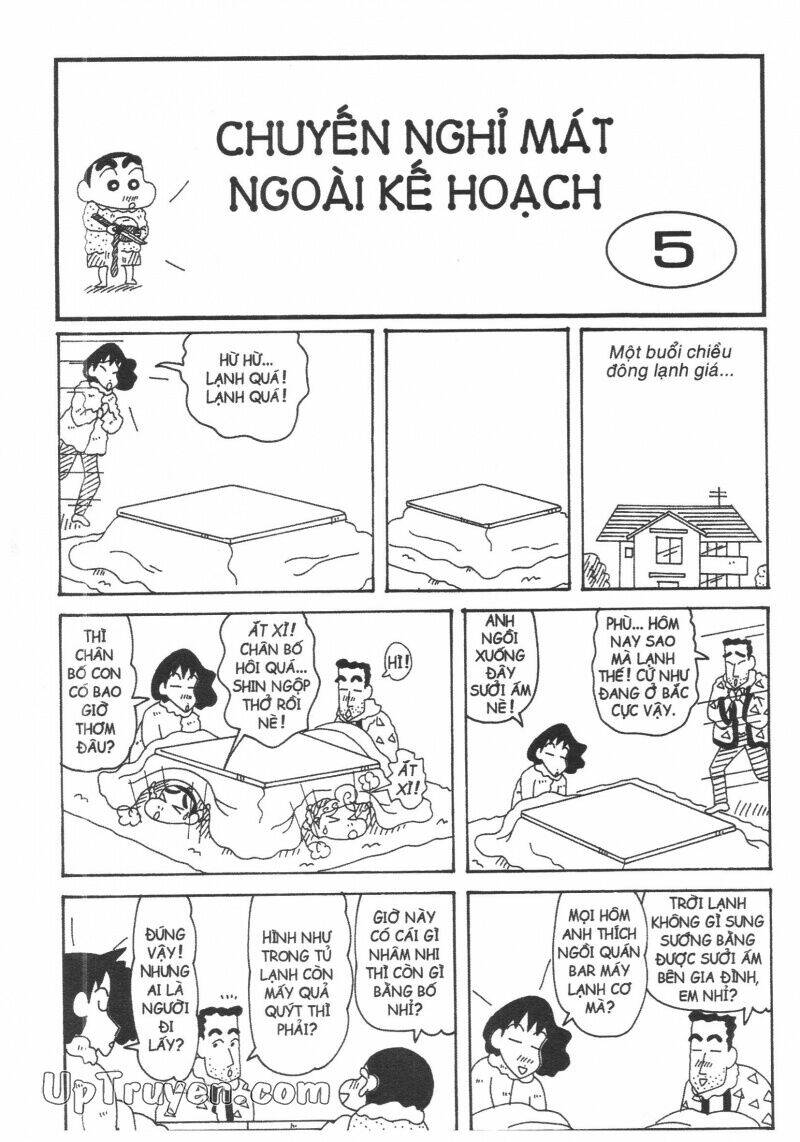 CHUYẾN NGHỈ MÁT
NGOÀI KẾ HOẠCH
5
Một buổi chiều
đông lạnh giá...
HỪ HỪ...
LẠNH QUÁ!
LẠNH QUÁ!
PHÙ... HÔM
NAY SAO
MÀ LẠNH
THẾ! CỨ NHƯ
ĐANG Ở BẮC
CỰC VẬY.
ANH
NGỒI
XUỐNG
ĐÂY
SƯỞI ẤM
NÈ!
HÌ!
ẮT XÌ!
CHÂN BỐ
HÔI QUÁ...
SHIN NGỘP
THỞ RỒI
NÈ!
ẮT
XÌ!
THÌ
CHÂN
BỐ CON
CÓ BAO
GIỜ
THƠM
ĐÂU?
TRỜI LẠNH
KHÔNG GÌ SUNG
SƯỚNG BẰNG
ĐƯỢC SƯỞI ẤM
BÊN GIA ĐÌNH,
EM NHỈ?
MỌI HÔM
ANH THÍCH
NGỒI QUÁN
BAR MÁY
LẠNH CƠ
MÀ?
GIỜ NÀY
CÓ CÁI GÌ
NHÂM NHI
THÌ CÒN GÌ
BẰNG BỐ
NHỈ?
HÌNH NHƯ
TRONG TỦ
LẠNH CÒN
MẤY QUẢ
QUÝT THÌ
PHẢI?
ĐÚNG
VẬY!
NHƯNG
AI LÀ
NGƯỜI
ĐI
LẤY?
UpTruyen.com